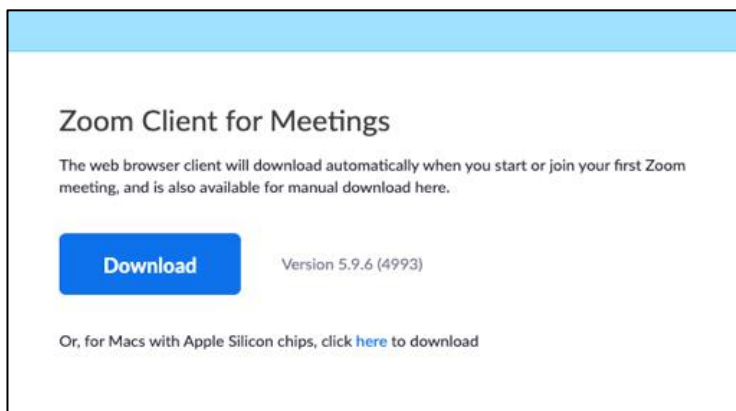 Zoom Client for Meetings
The web browser client will download automatically when you start or join your first Zoom
meeting, and is also available for manual download here.
Download
Version 5.9.6 (4993)
Or, for Macs with Apple Silicon chips, click here to download